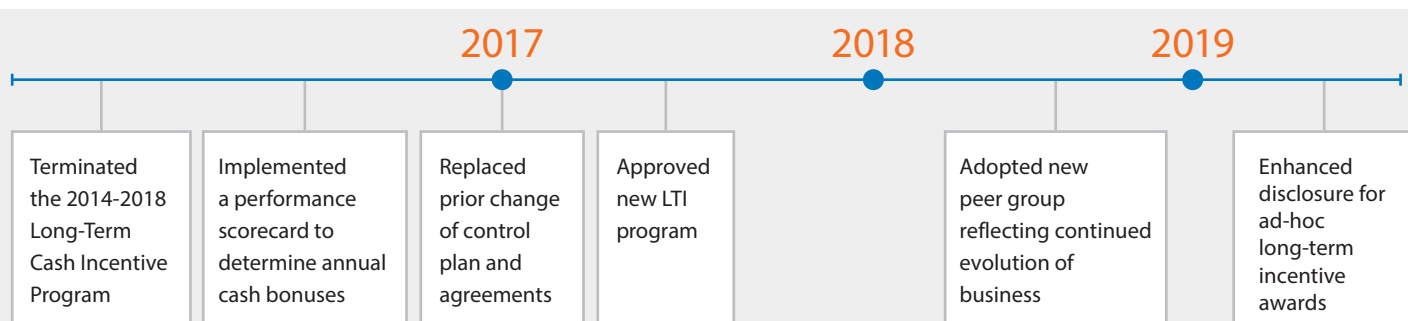 2017
2018
2019
Terminated
the 2014-2018
Long-Term
Cash Incentive
Program
Implemented
a performance
scorecard to
determine annual
cash bonuses
Replaced
prior change
of control
plan and
agreements
Approved
new LTI
program
Adopted new
peer group
reflecting continued
evolution of
business
Enhanced
disclosure for
ad-hoc
long-term
incentive
awards